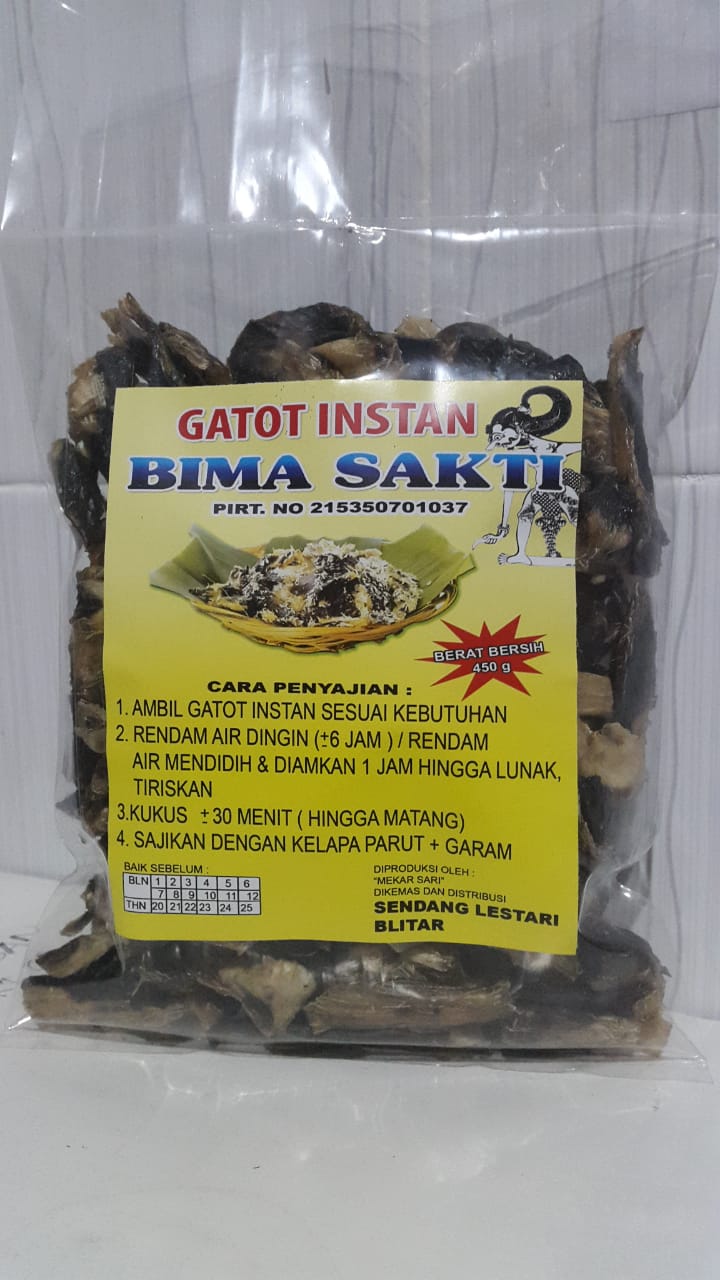 GATOT INSTAN
BIMA SAKTI
PIRT. NO 215350701037
BERAT BERSIH
450 g
CARA PENYAJIAN :
1. AMBIL GATOT INSTAN SESUAI KEBUTUHAN
2. RENDAM AIR DINGIN (±6 JAM ) / RENDAM
AIR MENDIDIH & DIAMKAN 1 JAM HINGGA LUNAK,
TIRISKAN
3.KUKUS ± 30 MENIT ( HINGGA MATANG)
4. SAJIKAN DENGAN KELAPA PARUT + GARAM
BAIK SEBELUM :
BLN 1 2 3 4 5 6
7 8 9 10 11 12
THN 20 21 22 23 24 25
DIPRODUKSI OLEH :
"MEKAR SARI"
DIKEMAS DAN DISTRIBUSI
SENDANG LESTARI
BLITAR